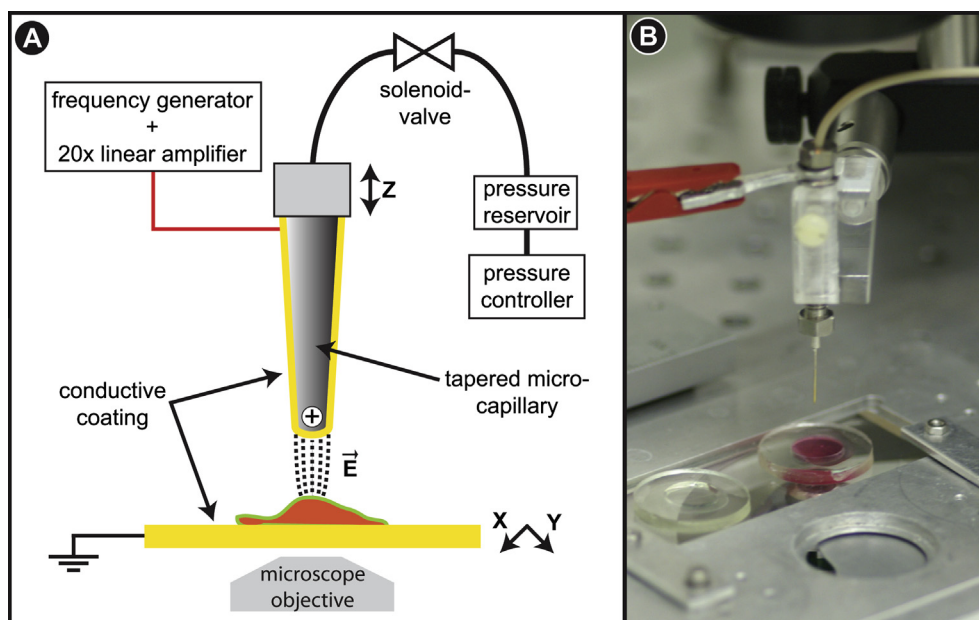 A
frequency generator
+
20x linear amplifier
solenoid-
valve
Z
pressure
reservoir
pressure
controller
conductive
coating
tapered micro-
capillary
+
E
X
Y
microscope
objective
B